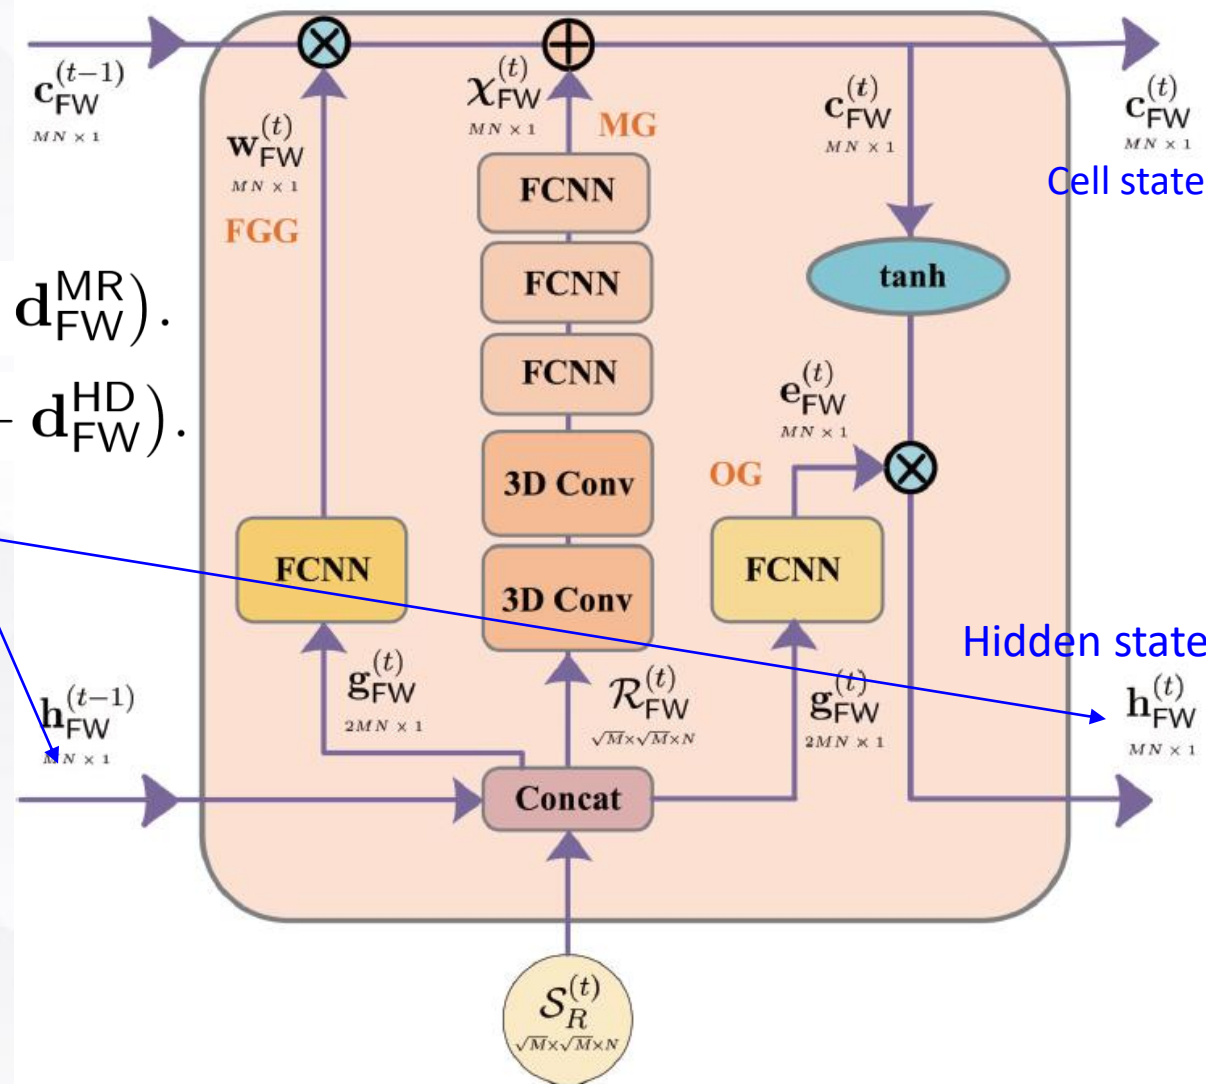 c_FW^(t-1)
MN × 1
w_FW^(t)
MN × 1
FGG
χ_FW^(t)
MN × 1
MG
c_FW^(t)
MN × 1
c_FW^(t)
MN × 1
Cell state
FCNN
FCNN
FCNN
3D Conv
3D Conv
tanh
d_FW^MR).
- d_FW^HD).
e_FW^(t)
MN × 1
OG
FCNN
FCNN
Hidden state
g_FW^(t)
2MN × 1
R_FW^(t)
√M×√M×N
g_FW^(t)
2MN × 1
h_FW^(t-1)
MN × 1
h_FW^(t)
MN × 1
Concat
S_R^(t)
√M×√M×N